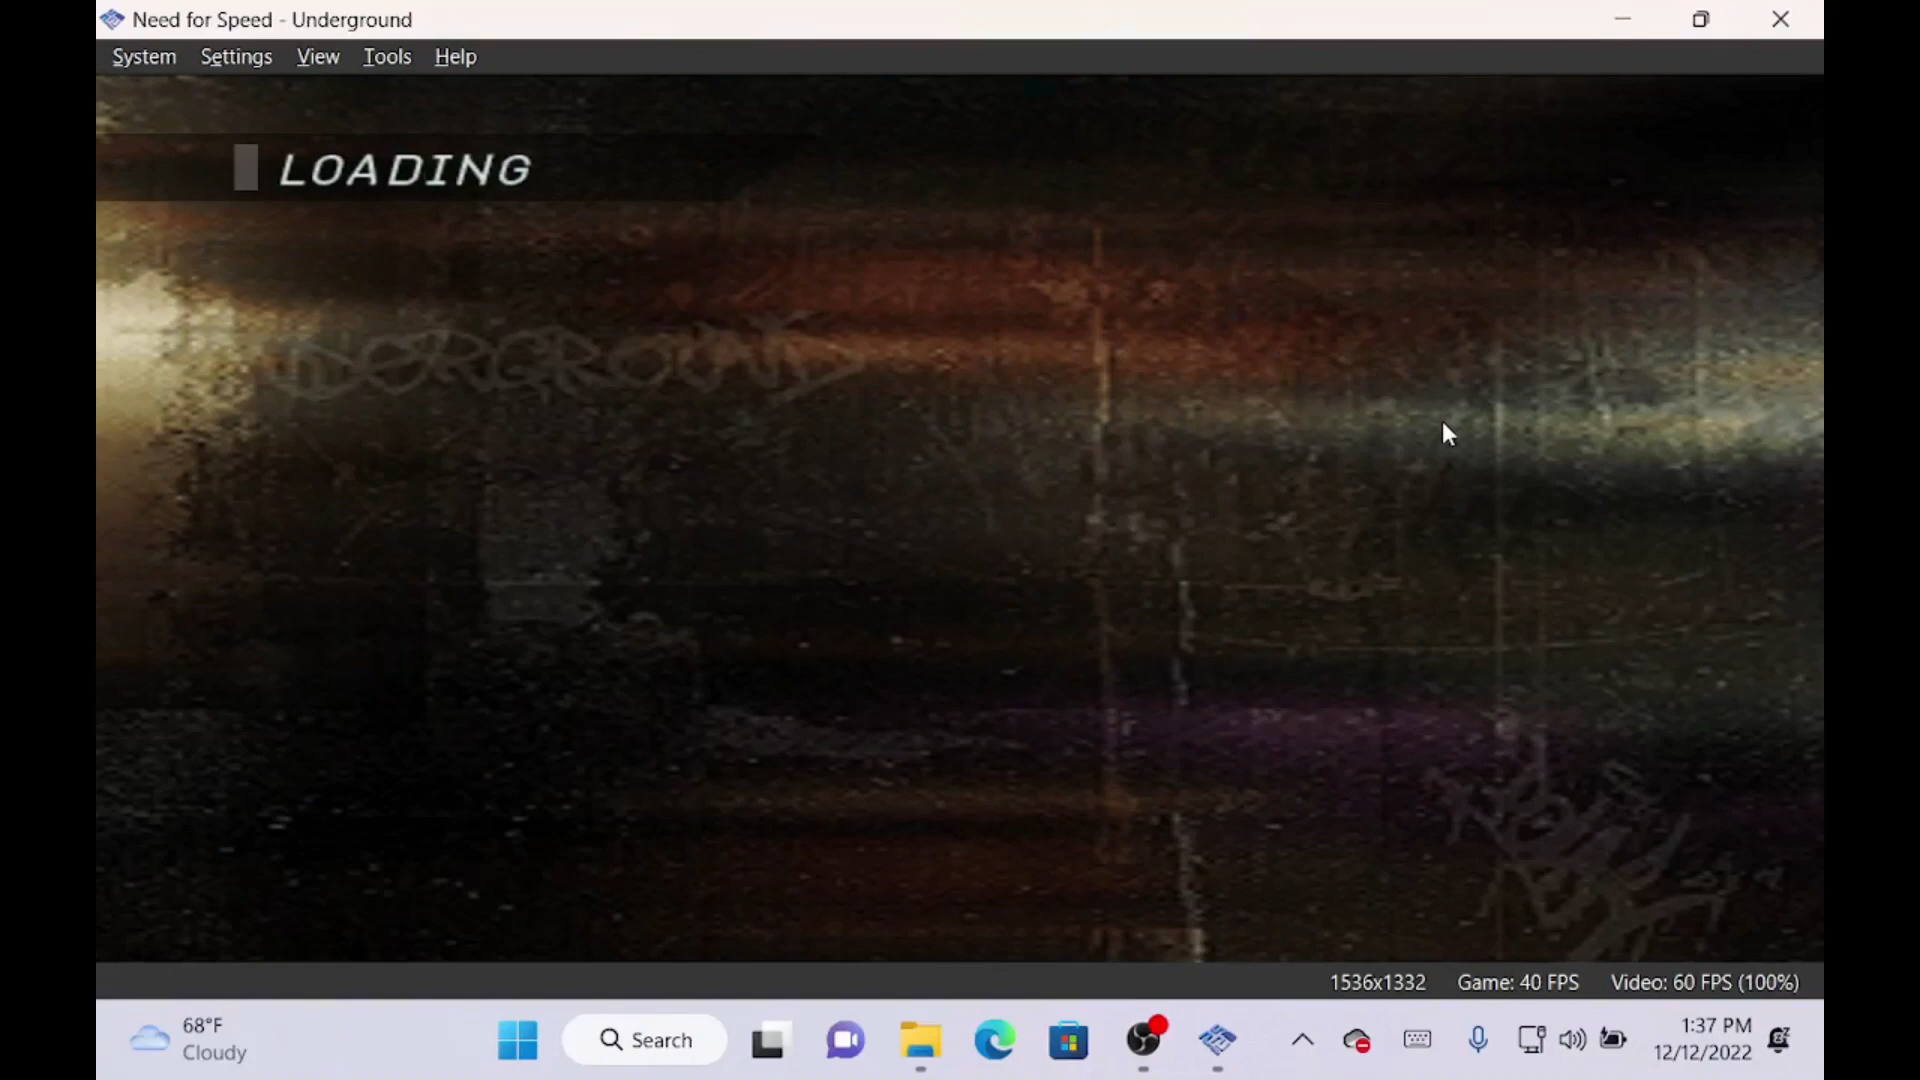 Need for Speed - Underground
System Settings View Tools Help
LOADING
UNDERGROUND
1536x1332 Game: 40 FPS Video: 60 FPS (100%)
68°F
Cloudy
Search
1:37 PM
12/12/2022